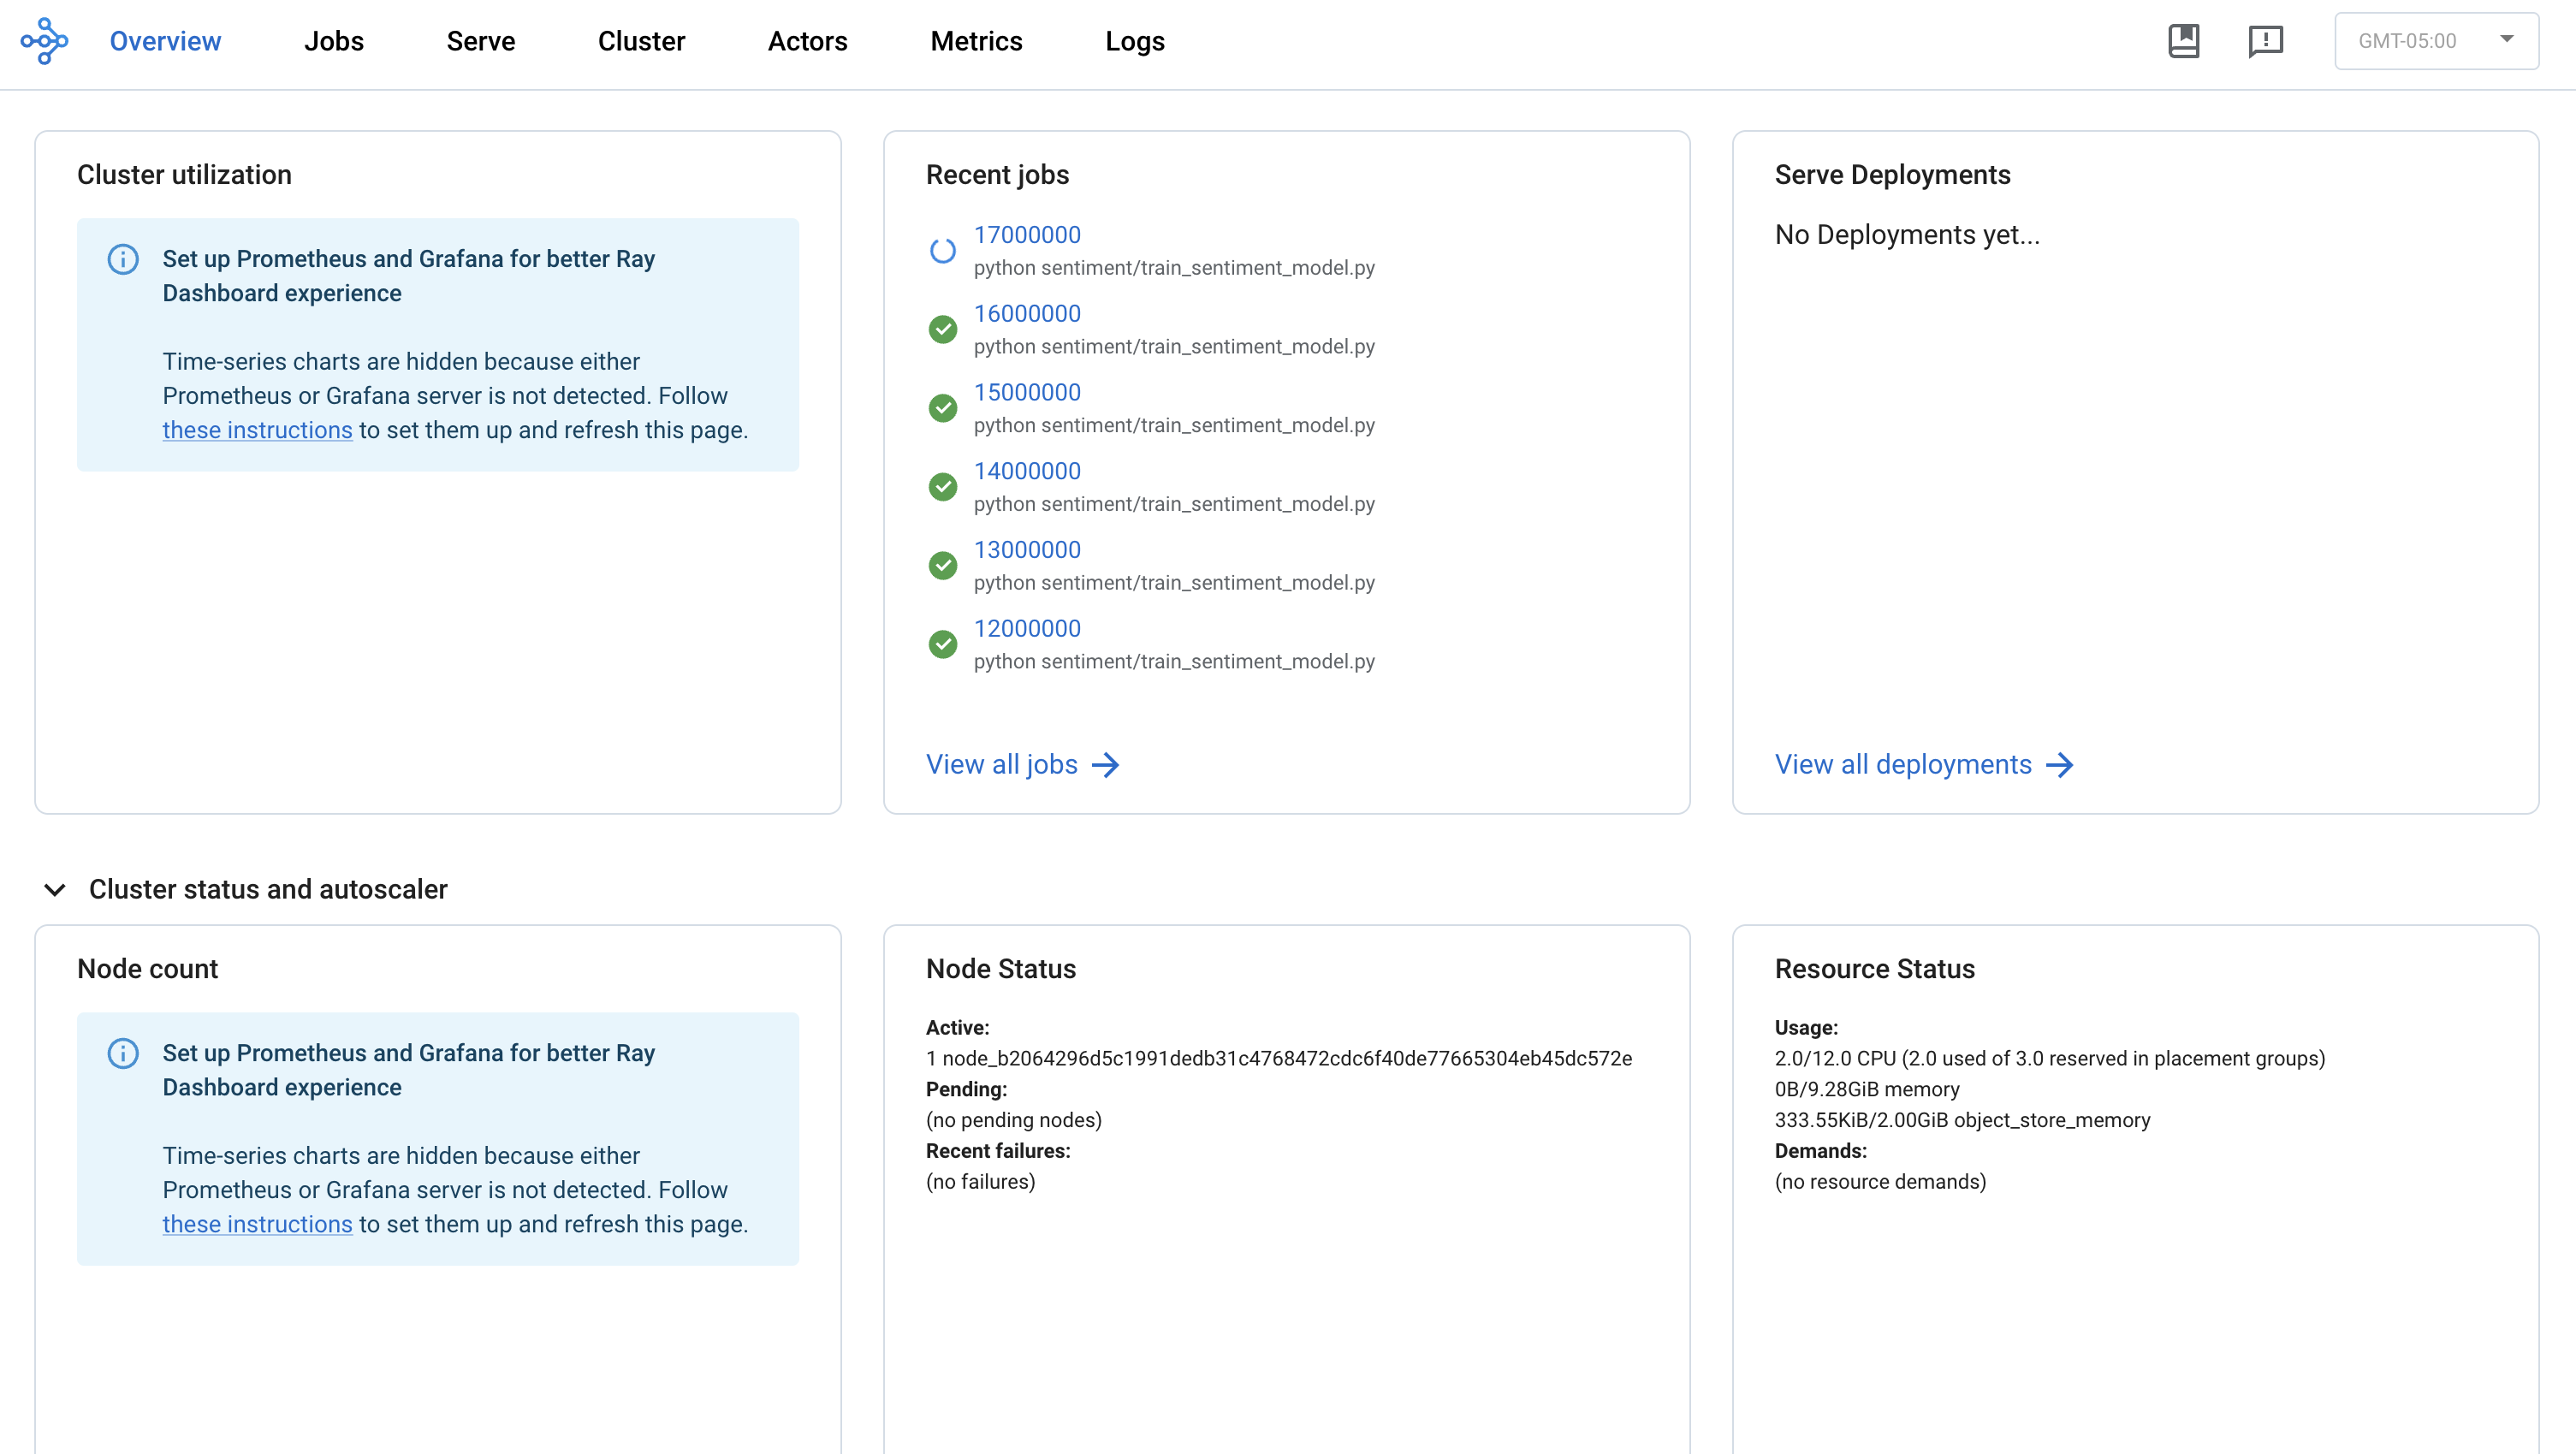 Overview
Jobs
Serve
Cluster
Actors
Metrics
Logs
GMT-05:00
Cluster utilization
Set up Prometheus and Grafana for better Ray
Dashboard experience
Time-series charts are hidden because either
Prometheus or Grafana server is not detected. Follow
these instructions to set them up and refresh this page.
Recent jobs
17000000
python sentiment/train_sentiment_model.py
16000000
python sentiment/train_sentiment_model.py
15000000
python sentiment/train_sentiment_model.py
14000000
python sentiment/train_sentiment_model.py
13000000
python sentiment/train_sentiment_model.py
12000000
python sentiment/train_sentiment_model.py
View all jobs
Serve Deployments
No Deployments yet...
View all deployments
Cluster status and autoscaler
Node count
Set up Prometheus and Grafana for better Ray
Dashboard experience
Time-series charts are hidden because either
Prometheus or Grafana server is not detected. Follow
these instructions to set them up and refresh this page.
Node Status
Active:
1 node_b2064296d5c1991dedb31c4768472cdc6f40de77665304eb45dc572e
Pending:
(no pending nodes)
Recent failures:
(no failures)
Resource Status
Usage:
2.0/12.0 CPU (2.0 used of 3.0 reserved in placement groups)
0B/9.28GiB memory
333.55KiB/2.00GiB object_store_memory
Demands:
(no resource demands)